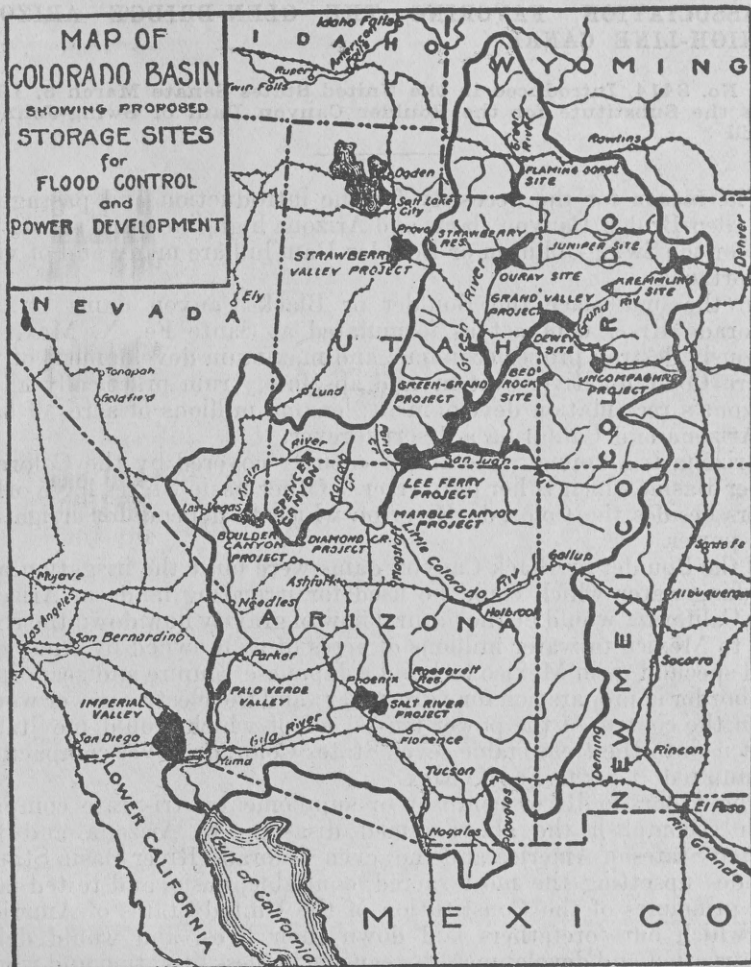 MAP OF
COLORADO BASIN
SHOWING PROPOSED
STORAGE SITES
for
FLOOD CONTROL
and
POWER DEVELOPMENT
Idaho Falls
American Falls
IDAHO
Rupert
Twin Falls
WYOMING
Green River
Rawlins
FLAMING GORGE
SITE
Ogden
Salt Lake
City
Provo
STRAWBERRY
RES.
STRAWBERRY
VALLEY PROJECT
JUNIPER SITE
OURAY SITE
KREMMLING
SITE
Denver
GRAND VALLEY
PROJECT
Grand
Riv
DEWEY
SITE
Ely
NEVADA
UTAH
COLORADO
Green River
Tonapah
Goldfield
Lund
GREEN-GRAND
PROJECT
BED
ROCK
SITE
UNCOMPAGHRE
PROJECT
San Juan
Virgin
River
Kanab
SPENCER
CANYON
LEE FERRY
PROJECT
MARBLE CANYON
PROJECT
Las Vegas
BOULDER
CANYON
PROJECT
DIAMOND CR.
PROJECT
Ashfork
Flagstaff
Little Colorado
Riv
Gallup
Holbrook
Santa Fe
Albuquerque
Mojave
Los Angeles
San Bernardino
Needles
ARIZONA
NEW MEXICO
Parker
Phoenix
Roosevelt
Res.
Socorro
PALO VERDE
VALLEY
IMPERIAL
VALLEY
SALT RIVER
PROJECT
San Diego
Yuma
Gila River
Florence
Tucson
Deming
Rincon
NEW MEXICO
El Paso
Rio Grande
Nogales
Douglas
LOWER CALIFORNIA
Gulf of California
MEXICO